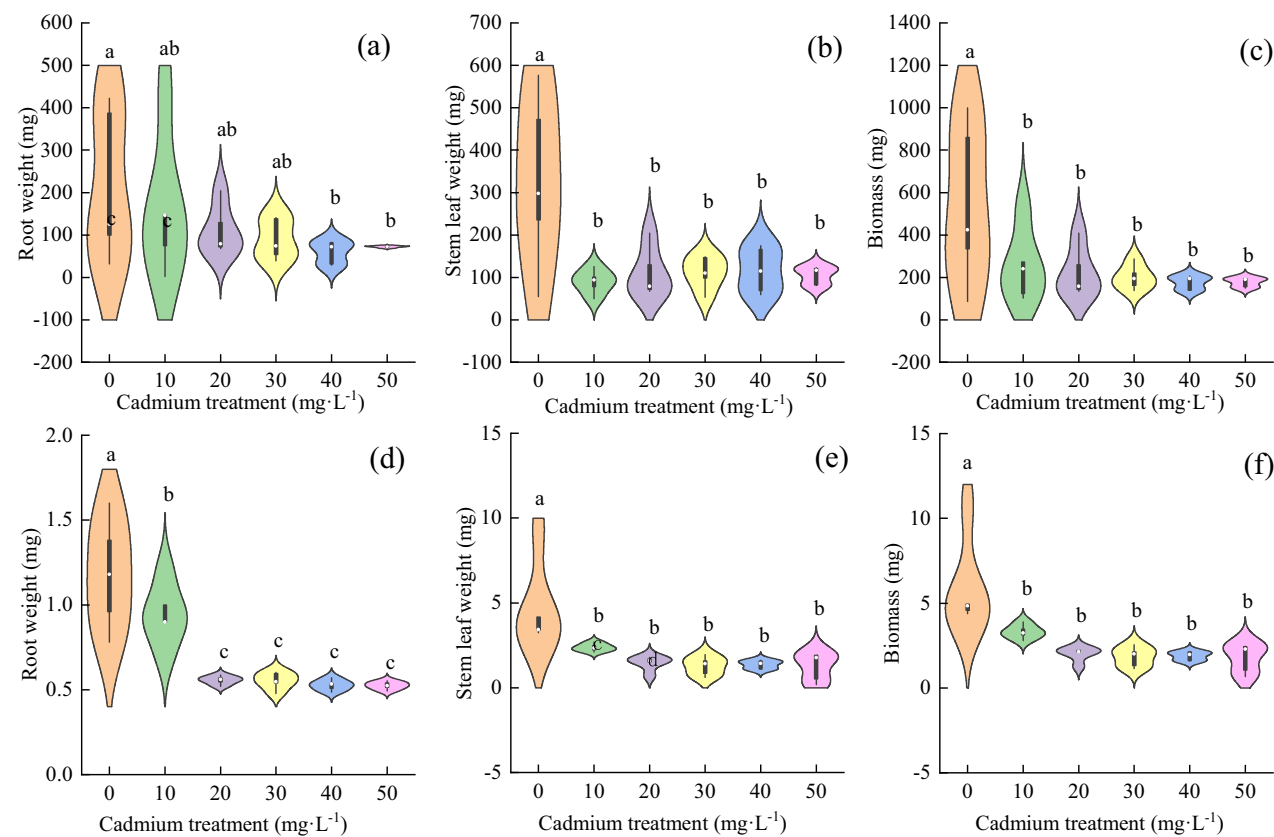 600
500
400
300
200
100
0
-100
-200
Root weight (mg)
a
ab
ab
ab
b
b
c
c
(a)
0 10 20 30 40 50
Cadmium treatment (mg·L⁻¹)
700
600
500
400
300
200
100
0
-100
Stem leaf weight (mg)
a
b
b
b
b
b
(b)
0 10 20 30 40 50
Cadmium treatment (mg·L⁻¹)
1400
1200
1000
800
600
400
200
0
-200
Biomass (mg)
a
b
b
b
b
b
(c)
0 10 20 30 40 50
Cadmium treatment (mg·L⁻¹)
2.0
1.5
1.0
0.5
0.0
Root weight (mg)
a
b
c
c
c
c
(d)
0 10 20 30 40 50
Cadmium treatment (mg·L⁻¹)
15
10
5
0
-5
Stem leaf weight (mg)
a
b
b
b
b
b
c
(e)
0 10 20 30 40 50
Cadmium treatment (mg·L⁻¹)
15
10
5
0
-5
Biomass (mg)
a
b
b
b
b
b
(f)
0 10 20 30 40 50
Cadmium treatment (mg·L⁻¹)